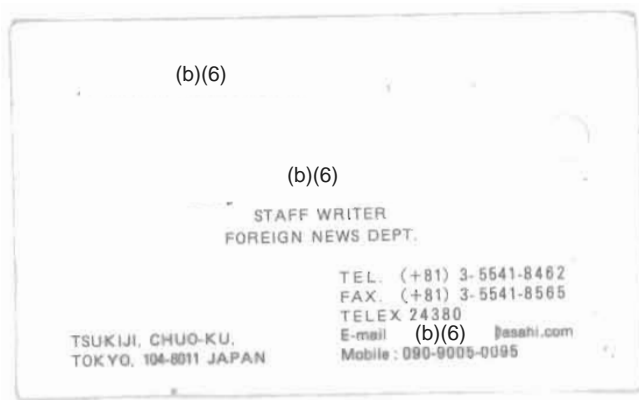 (b)(6)
(b)(6)
STAFF WRITER
FOREIGN NEWS DEPT.
TEL. (+81) 3-5541-8462
FAX. (+81) 3-5541-8565
TELEX 24380
E-mail (b)(6) asahi.com
Mobile : 090-9005-0095
TSUKIJI, CHUO-KU,
TOKYO, 104-8011 JAPAN